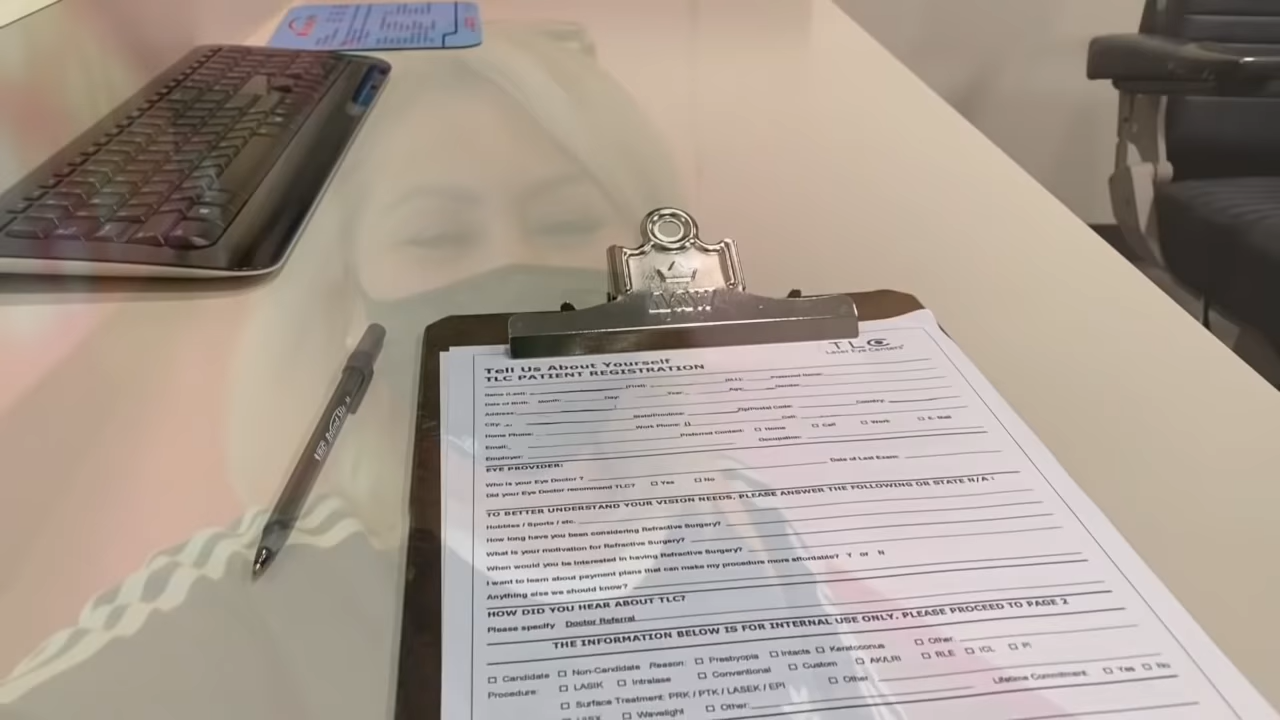 TLC
Laser Eye Centers
Tell Us About Yourself
TLC PATIENT REGISTRATION
Name (Last): (First): (M.I.): Preferred Name:
Date of Birth: Month: Day: Year: Age: Gender:
Address:
City: State/Province: Zip/Postal Code: Country:
Home Phone: Work Phone: Cell:
Email: Preferred Contact: □ Home □ Cell □ Work □ E-Mail
Employer: Occupation:
EYE PROVIDER:
Who is your Eye Doctor ? Date of Last Exam:
Did your Eye Doctor recommend TLC? □ Yes □ No
TO BETTER UNDERSTAND YOUR VISION NEEDS, PLEASE ANSWER THE FOLLOWING OR STATE N/A :
Hobbies / Sports / etc.
How long have you been considering Refractive Surgery?
What is your motivation for Refractive Surgery?
When would you be interested in having Refractive Surgery?
I want to learn about payment plans that can make my procedure more affordable? Y or N
Anything else we should know?
HOW DID YOU HEAR ABOUT TLC?
Please specify Doctor Referral
THE INFORMATION BELOW IS FOR INTERNAL USE ONLY. PLEASE PROCEED TO PAGE 2
□ Candidate □ Non-Candidate Reason: □ Presbyopia □ Intacts □ Keratoconus □ Other:
Procedure: □ LASIK □ Intralase □ Conventional □ Custom □ AK/LRI □ RLE □ ICL □ PI
□ Surface Treatment: PRK / PTK / LASEK / EPI □ Other Lifetime Commitment: □ Yes □ No
□ Wavelight □ Other:
BIC